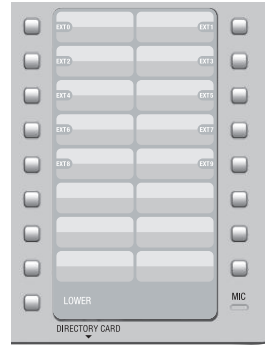 EXT0 EXT1
EXT2 EXT3
EXT4 EXT5
EXT6 EXT7
EXT8 EXT9
LOWER
MIC
DIRECTORY CARD